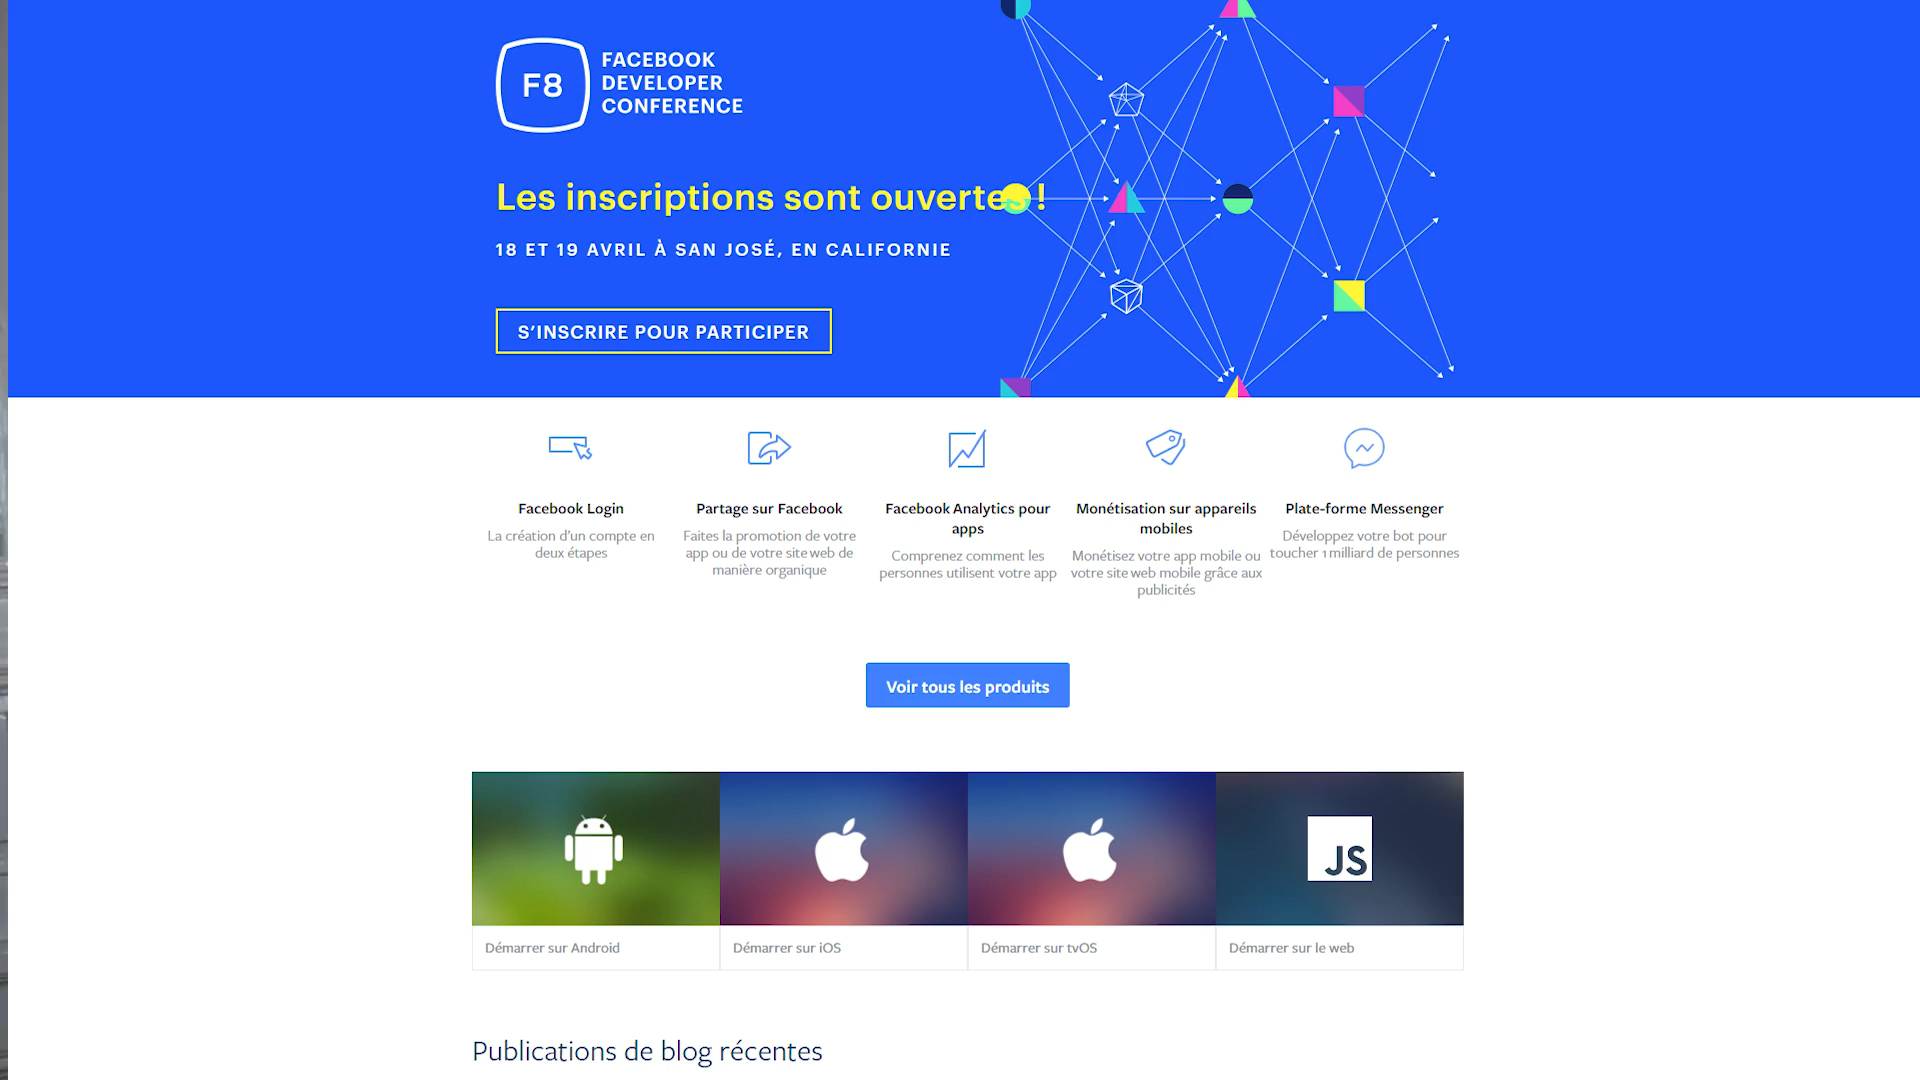 F8
FACEBOOK
DEVELOPER
CONFERENCE
Les inscriptions sont ouvertes !
18 ET 19 AVRIL À SAN JOSÉ, EN CALIFORNIE
S’INSCRIRE POUR PARTICIPER
Facebook Login
La création d’un compte en
deux étapes
Partage sur Facebook
Faites la promotion de votre
app ou de votre site web de
manière organique
Facebook Analytics pour
apps
Comprenez comment les
personnes utilisent votre app
Monétisation sur appareils
mobiles
Monétisez votre app mobile ou
votre site web mobile grâce aux
publicités
Plate-forme Messenger
Développez votre bot pour
toucher 1 milliard de personnes
Voir tous les produits
JS
Démarrer sur Android
Démarrer sur iOS
Démarrer sur tvOS
Démarrer sur le web
Publications de blog récentes